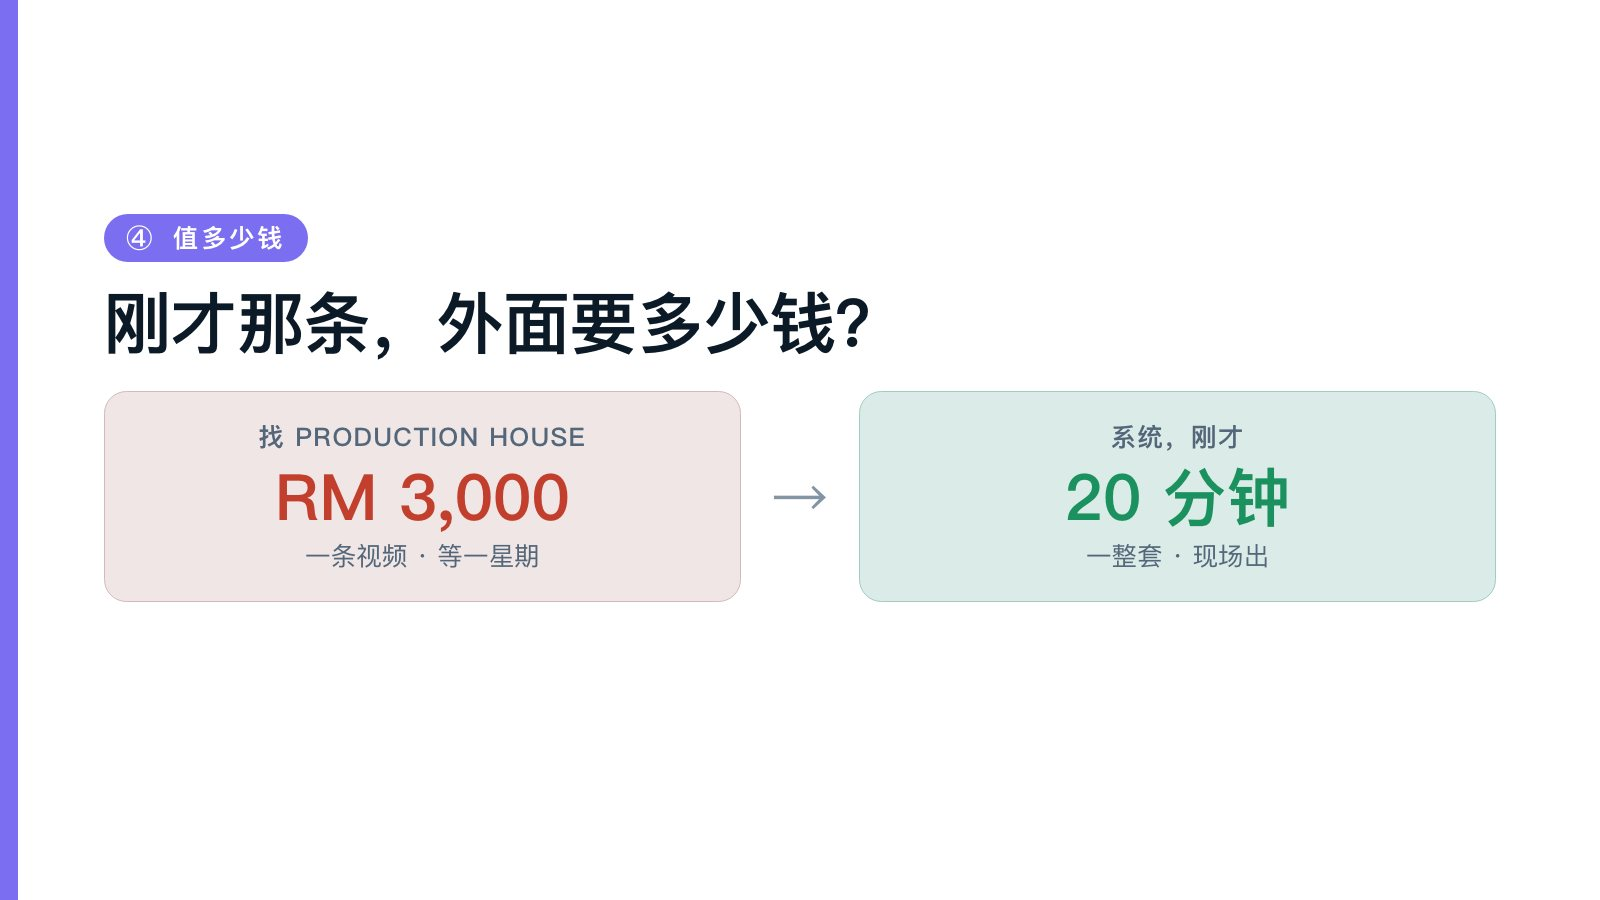 ④ 值多少钱
刚才那条，外面要多少钱？
找 PRODUCTION HOUSE
RM 3,000
一条视频 · 等一星期
→
系统，刚才
20 分钟
一整套 · 现场出